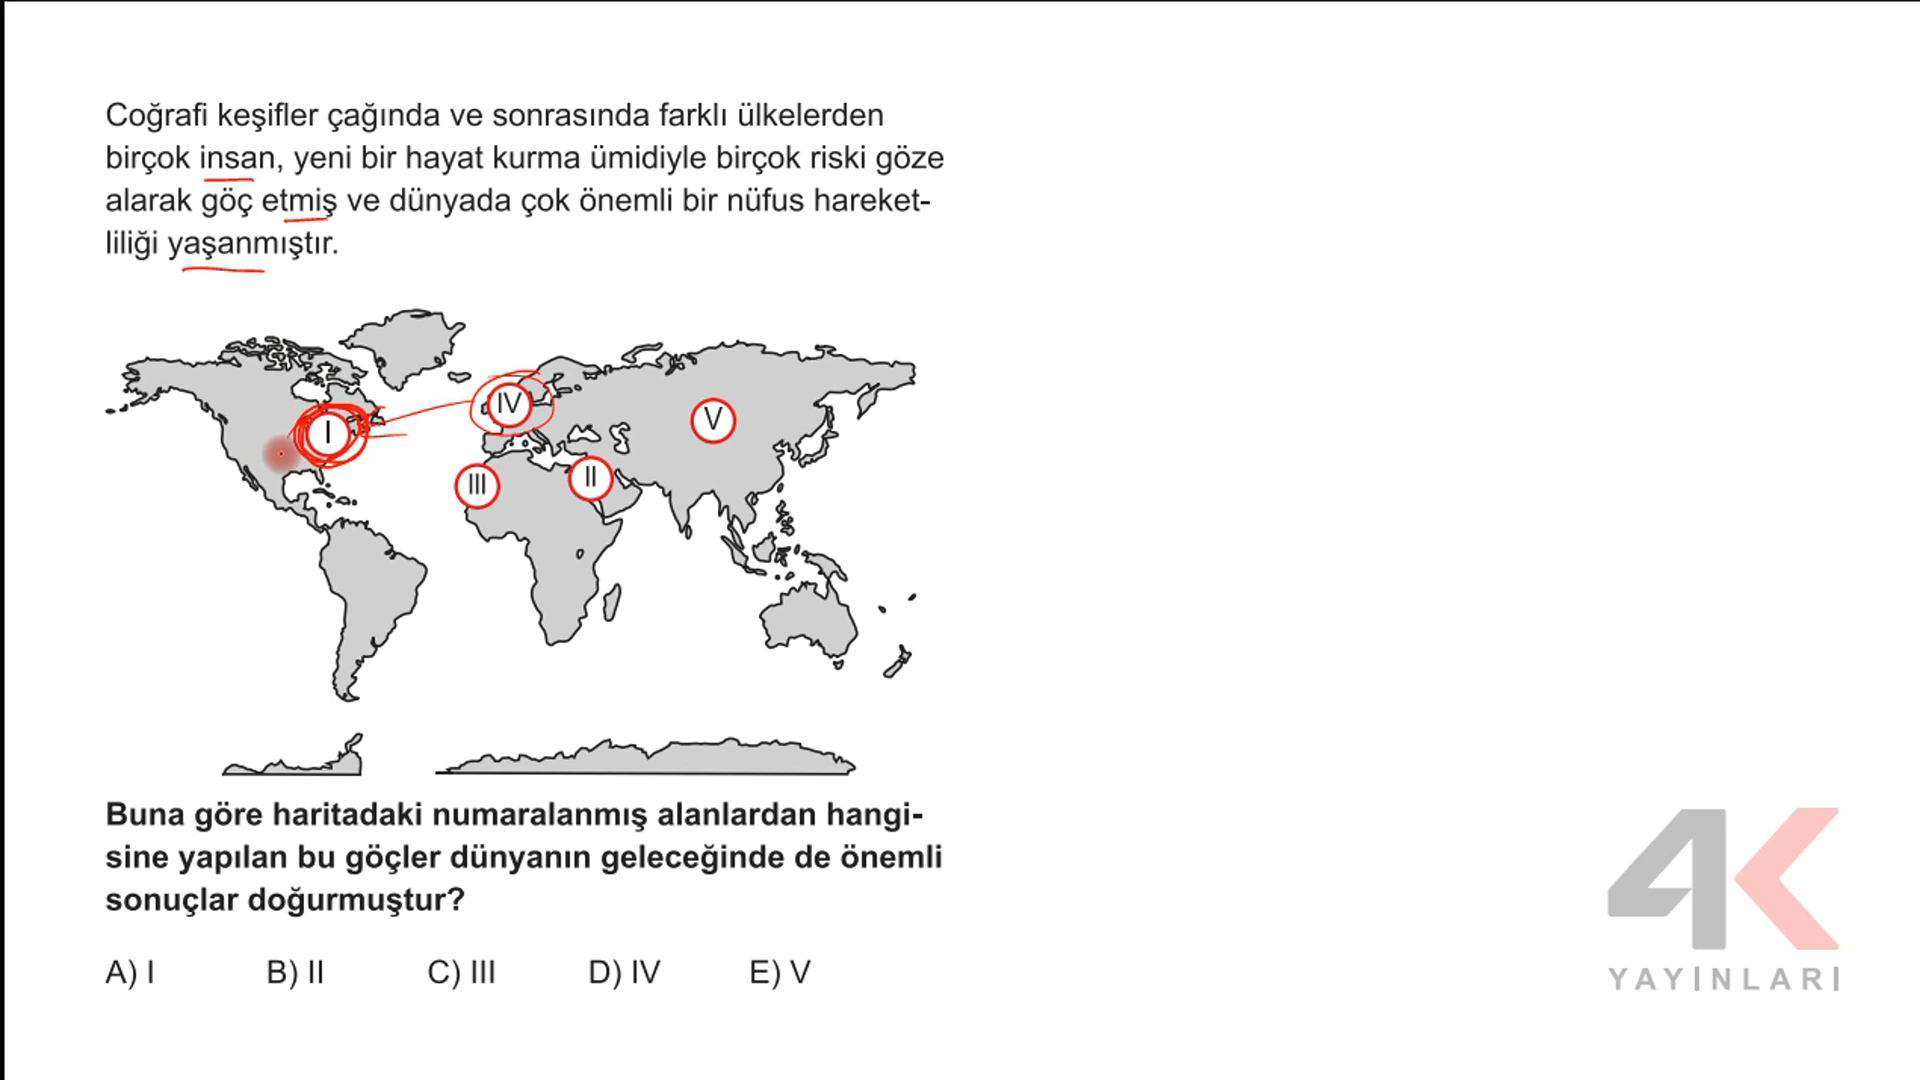 Coğrafi keşifler çağında ve sonrasında farklı ülkelerden
birçok insan, yeni bir hayat kurma ümidiyle birçok riski göze
alarak göç etmiş ve dünyada çok önemli bir nüfus hareket-
liliği yaşanmıştır.
IV
V
I
III
II
Buna göre haritadaki numaralanmış alanlardan hangi-
sine yapılan bu göçler dünyanın geleceğinde de önemli
sonuçlar doğurmuştur?
A) I B) II C) III D) IV E) V
4K
YAYINLARI